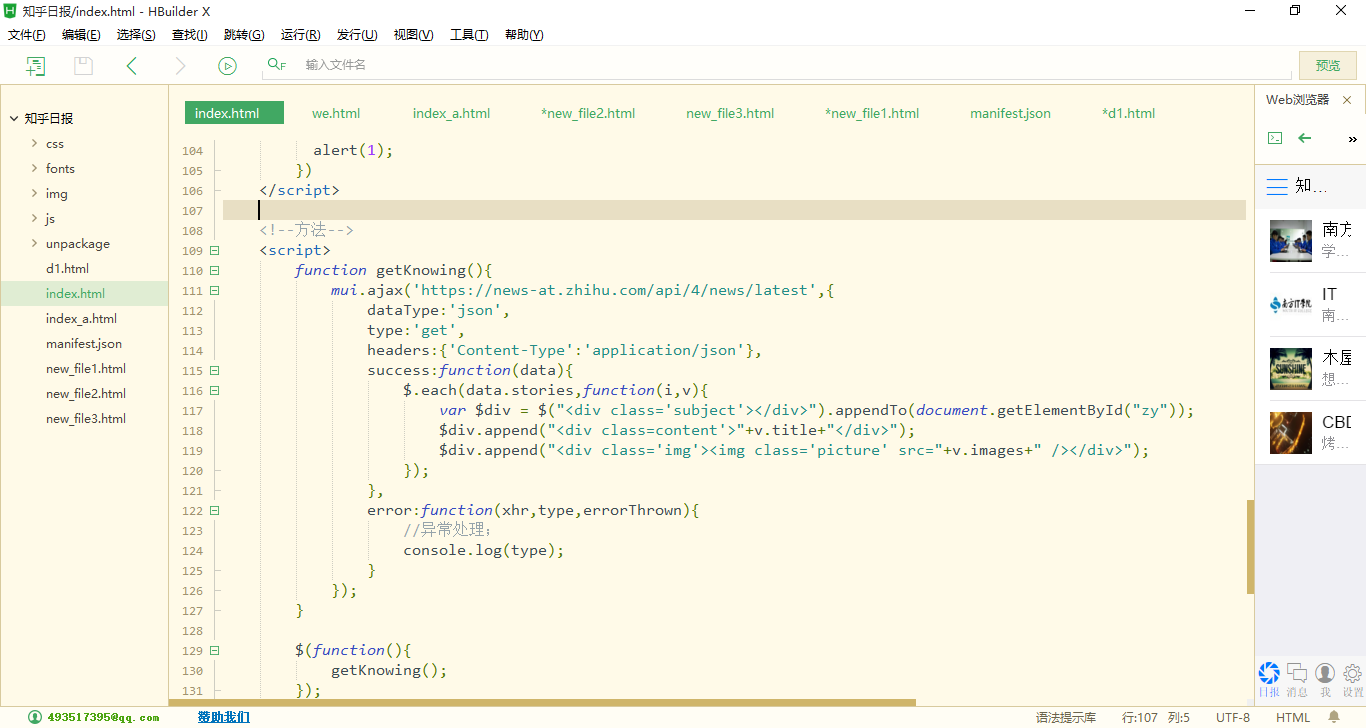 知乎日报/index.html - HBuilder X
文件(F) 编辑(E) 选择(S) 查找(I) 跳转(G) 运行(R) 发行(U) 视图(V) 工具(T) 帮助(Y)
输入文件名
预览
知乎日报
css
fonts
img
js
unpackage
d1.html
index.html
index_a.html
manifest.json
new_file1.html
new_file2.html
new_file3.html
index.html we.html index_a.html *new_file2.html new_file3.html *new_file1.html manifest.json *d1.html
104 alert(1);
105 })
106 </script>
107
108 <!--方法-->
109 <script>
110 function getKnowing(){
111 mui.ajax('https://news-at.zhihu.com/api/4/news/latest',{
112 dataType:'json',
113 type:'get',
114 headers:{'Content-Type':'application/json'},
115 success:function(data){
116 $.each(data.stories,function(i,v){
117 var $div = $("<div class='subject'></div>").appendTo(document.getElementById("zy"));
118 $div.append("<div class=content'>"+v.title+"</div>");
119 $div.append("<div class='img'><img class='picture' src="+v.images+" /></div>");
120 });
121 },
122 error:function(xhr,type,errorThrown){
123 //异常处理;
124 console.log(type);
125 }
126 });
127 }
128
129 $(function(){
130 getKnowing();
131 });
Web浏览器
»
知...
南方
学...
IT
南...
木屋
想...
CBD
烤...
日报 消息 我 设置
493517395@qq.com
赞助我们
语法提示库 行:107 列:5 UTF-8 HTML